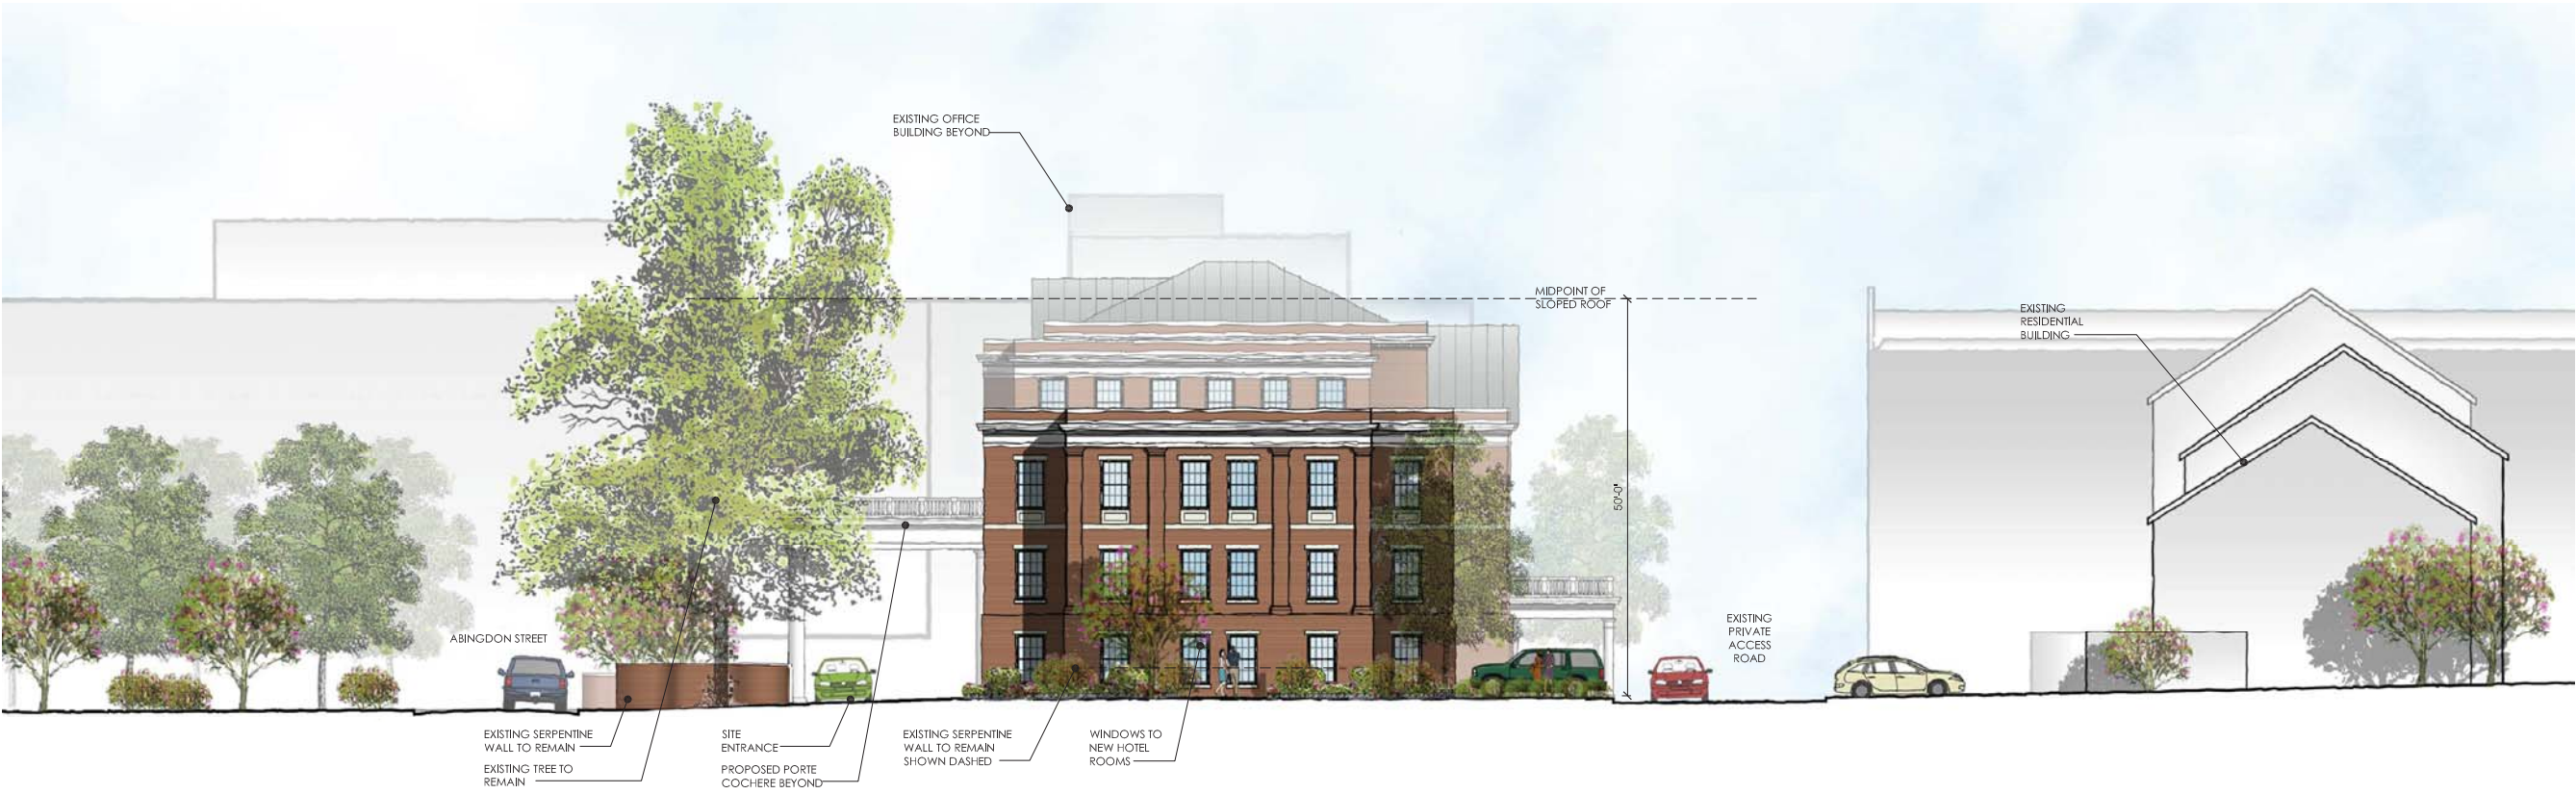 EXISTING OFFICE
BUILDING BEYOND
MIDPOINT OF
SLOPED ROOF
EXISTING
RESIDENTIAL
BUILDING
50'-0"
ABINGDON STREET
EXISTING
PRIVATE
ACCESS
ROAD
EXISTING SERPENTINE
WALL TO REMAIN
EXISTING TREE TO
REMAIN
SITE
ENTRANCE
PROPOSED PORTE
COCHERE BEYOND
EXISTING SERPENTINE
WALL TO REMAIN
SHOWN DASHED
WINDOWS TO
NEW HOTEL
ROOMS